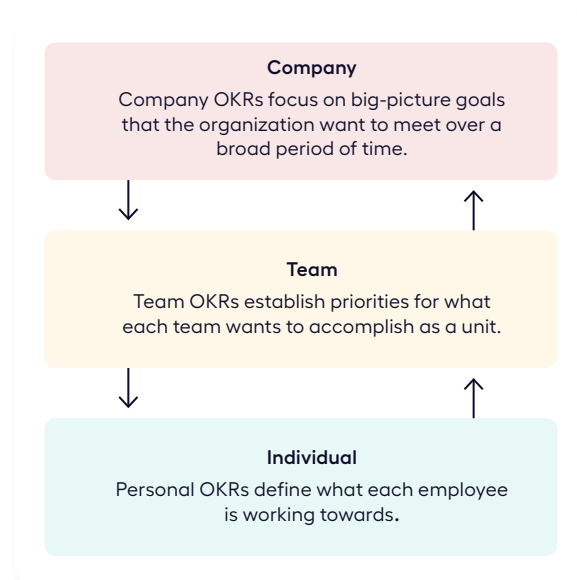 Company
Company OKRs focus on big-picture goals
that the organization want to meet over a
broad period of time.
Team
Team OKRs establish priorities for what
each team wants to accomplish as a unit.
Individual
Personal OKRs define what each employee
is working towards.